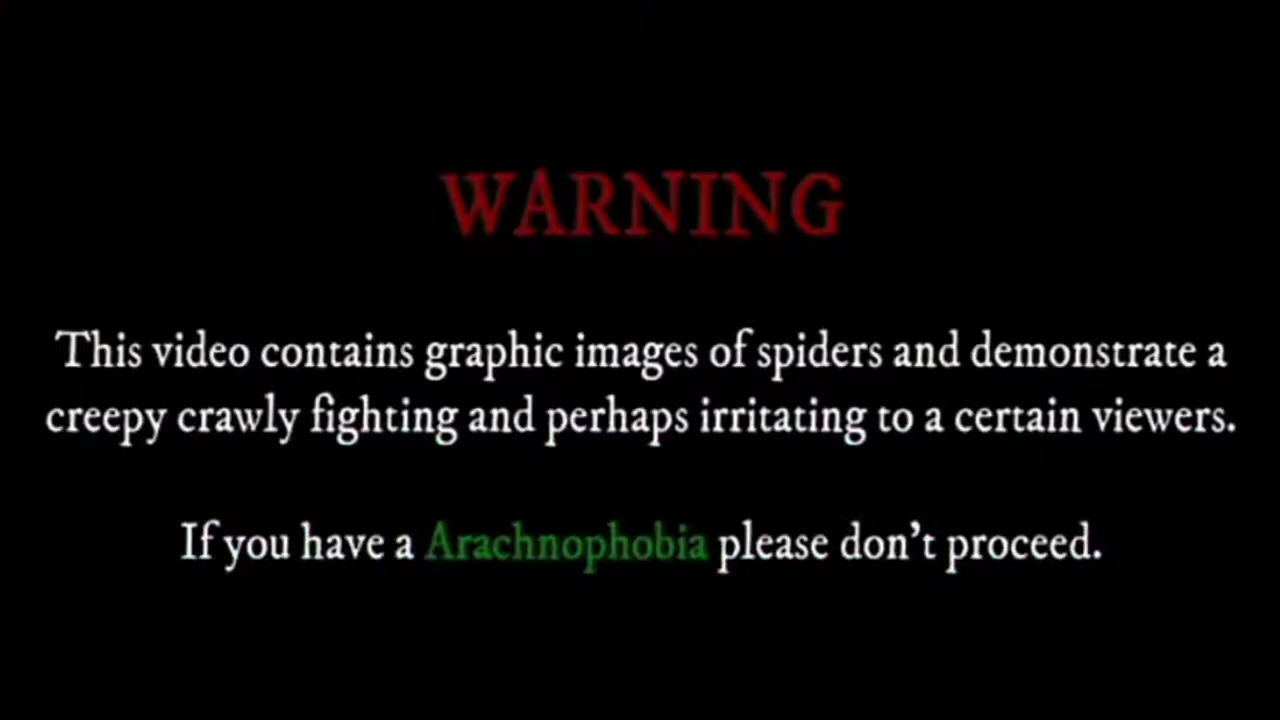 WARNING
This video contains graphic images of spiders and demonstrate a
creepy crawly fighting and perhaps irritating to a certain viewers.
If you have a Arachnophobia please don't proceed.